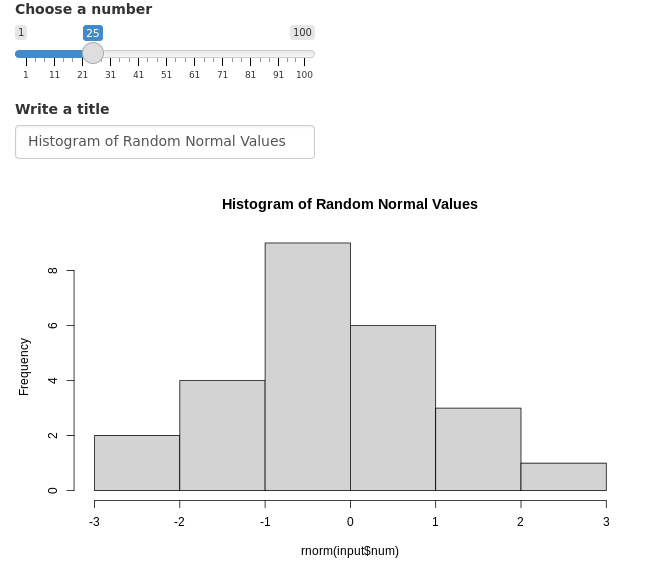 Choose a number
1 25 100
1 11 21 31 41 51 61 71 81 91 100
Write a title
Histogram of Random Normal Values
Histogram of Random Normal Values
Frequency
8
6
4
2
0
-3 -2 -1 0 1 2 3
rnorm(input$num)